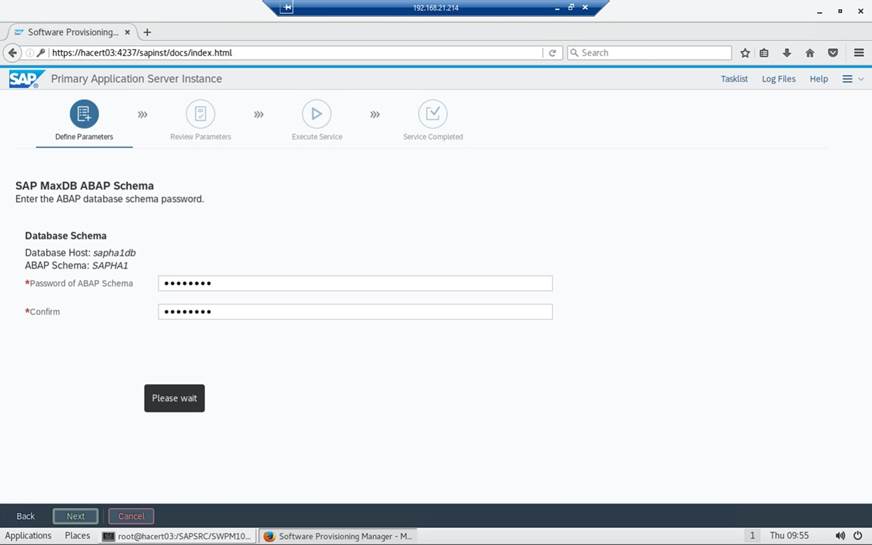 192.168.21.214
Software Provisioning...
https://hacert03:4237/sapinst/docs/index.html
Search
SAP Primary Application Server Instance
Tasklist Log Files Help
Define Parameters Review Parameters Execute Service Service Completed
SAP MaxDB ABAP Schema
Enter the ABAP database schema password.
Database Schema
Database Host: sapha1db
ABAP Schema: SAPHA1
*Password of ABAP Schema ●●●●●●●●
*Confirm ●●●●●●●●
Please wait
Back Next Cancel
Applications Places root@hacert03:/SAPSRC/SWPM10... Software Provisioning Manager - M... 1 Thu 09:55